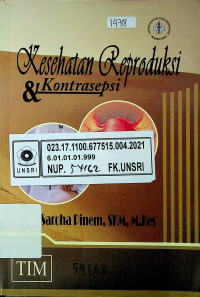 1478
Kesehatan Reproduksi
& Kontrasepsi
023.17.1100.677515.004.2021
6.01.01.01.999
UNSRI
NUP. 54162 FK.UNSRI
Saroha Pinem, SKM, M.Kes
TIM
54162